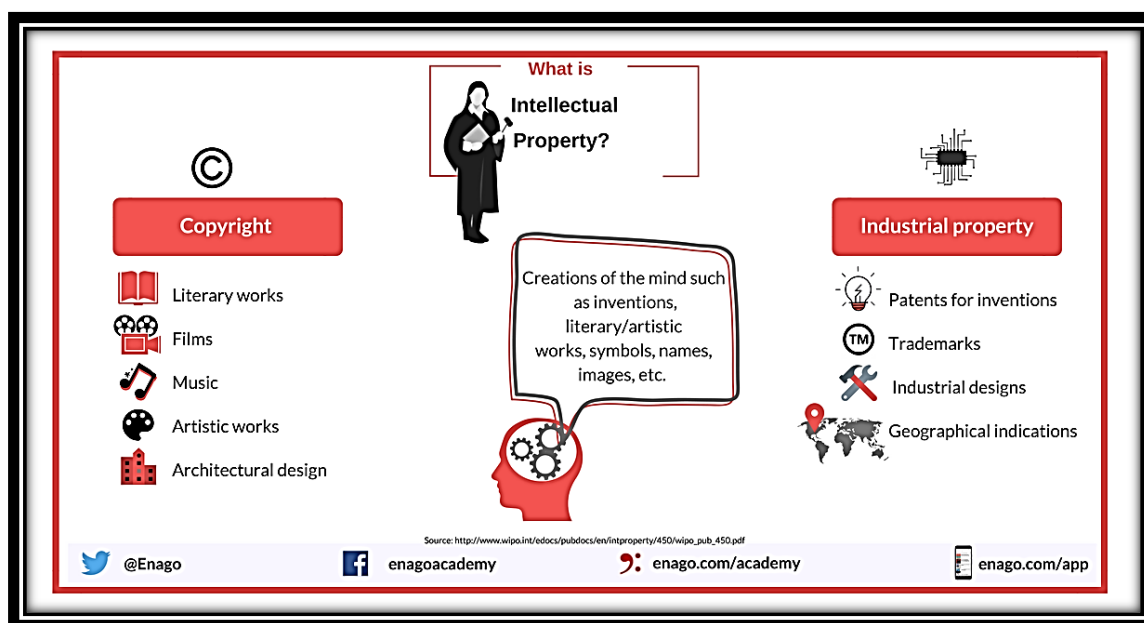 What is
Intellectual
Property?
©
Copyright
Literary works
Films
Music
Artistic works
Architectural design
Creations of the mind such
as inventions,
literary/artistic
works, symbols, names,
images, etc.
Industrial property
Patents for inventions
TM
Trademarks
Industrial designs
Geographical indications
Source: http://www.wipo.int/edocs/pubdocs/en/intproperty/450/wipo_pub_450.pdf
@Enago
enagoacademy
enago.com/academy
enago.com/app